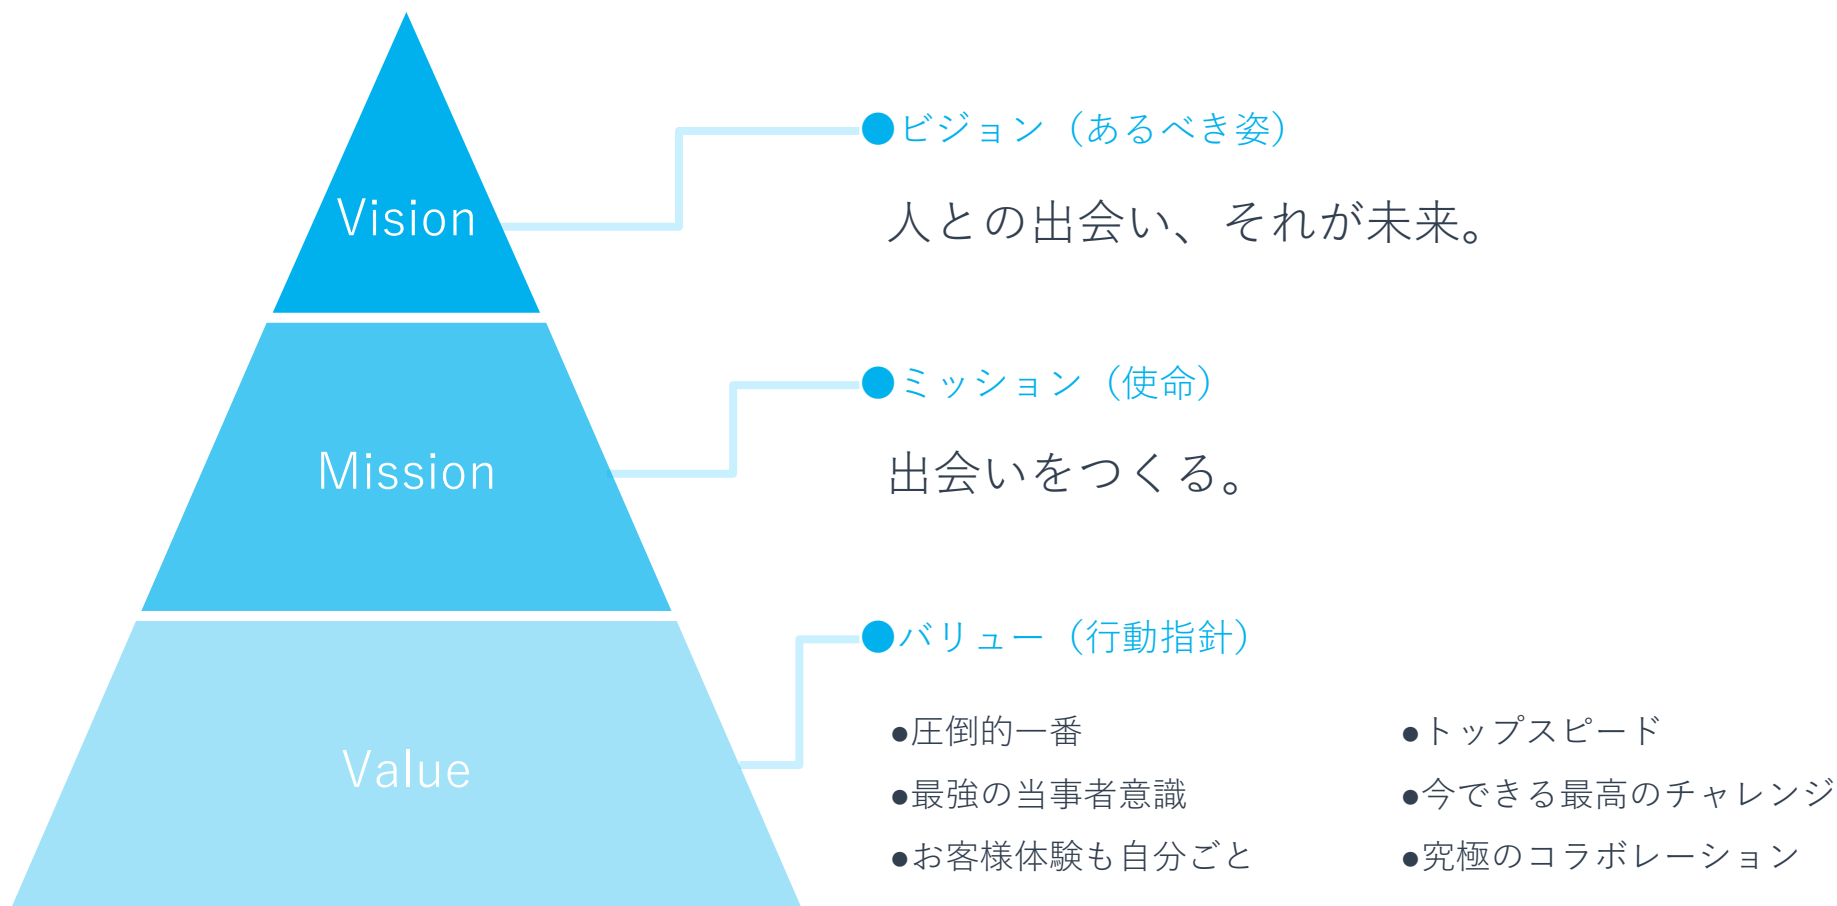 Vision
●ビジョン（あるべき姿）
人との出会い、それが未来。
Mission
●ミッション（使命）
出会いをつくる。
Value
●バリュー（行動指針）
●圧倒的一番
●トップスピード
●最強の当事者意識
●今できる最高のチャレンジ
●お客様体験も自分ごと
●究極のコラボレーション